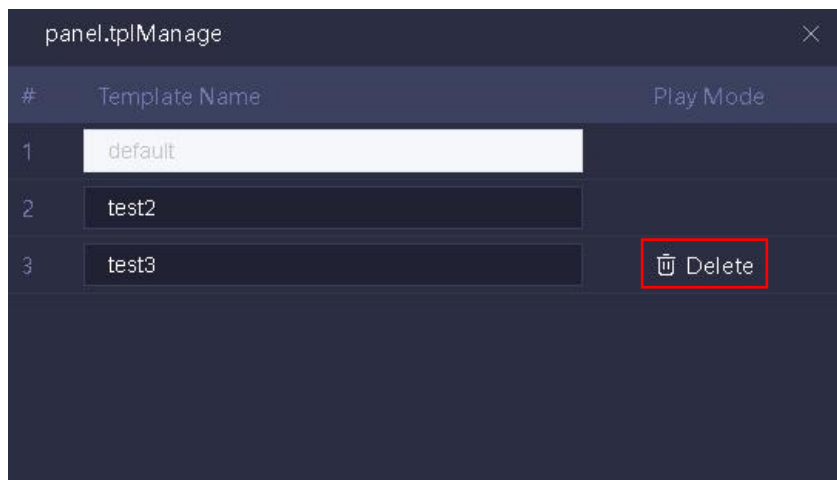 panel.tplManage
# Template Name Play Mode
1 default
2 test2
3 test3 Delete